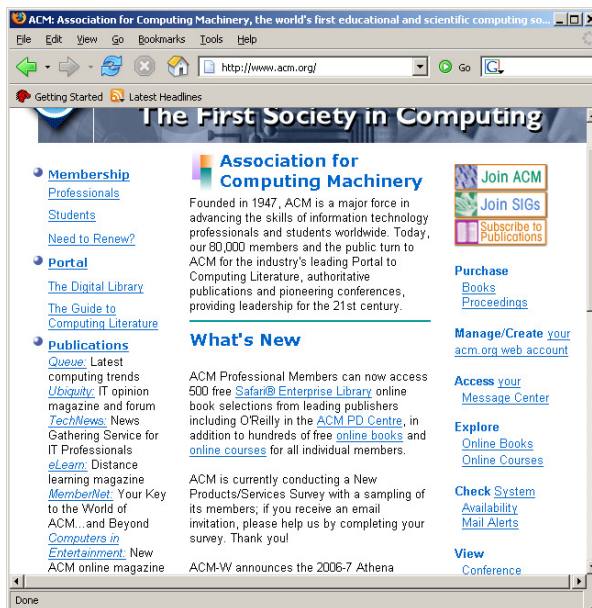 ACM: Association for Computing Machinery, the world's first educational and scientific computing so...
File Edit View Go Bookmarks Tools Help
http://www.acm.org/
Go
Getting Started Latest Headlines
The First Society in Computing
Membership
Professionals
Students
Need to Renew?
Portal
The Digital Library
The Guide to
Computing Literature
Publications
Queue: Latest
computing trends
Ubiquity: IT opinion
magazine and forum
TechNews: News
Gathering Service for
IT Professionals
eLearn: Distance
learning magazine
MemberNet: Your Key
to the World of
ACM...and Beyond
Computers in
Entertainment: New
ACM online magazine
Association for
Computing Machinery
Founded in 1947, ACM is a major force in
advancing the skills of information technology
professionals and students worldwide. Today,
our 80,000 members and the public turn to
ACM for the industry's leading Portal to
Computing Literature, authoritative
publications and pioneering conferences,
providing leadership for the 21st century.
What's New
ACM Professional Members can now access
500 free Safari® Enterprise Library online
book selections from leading publishers
including O'Reilly in the ACM PD Centre, in
addition to hundreds of free online books and
online courses for all individual members.
ACM is currently conducting a New
Products/Services Survey with a sampling of
its members; if you receive an email
invitation, please help us by completing your
survey. Thank you!
ACM-W announces the 2006-7 Athena
Join ACM
Join SIGs
Subscribe to
Publications
Purchase
Books
Proceedings
Manage/Create your
acm.org web account
Access your
Message Center
Explore
Online Books
Online Courses
Check System
Availability
Mail Alerts
View
Conference
Done